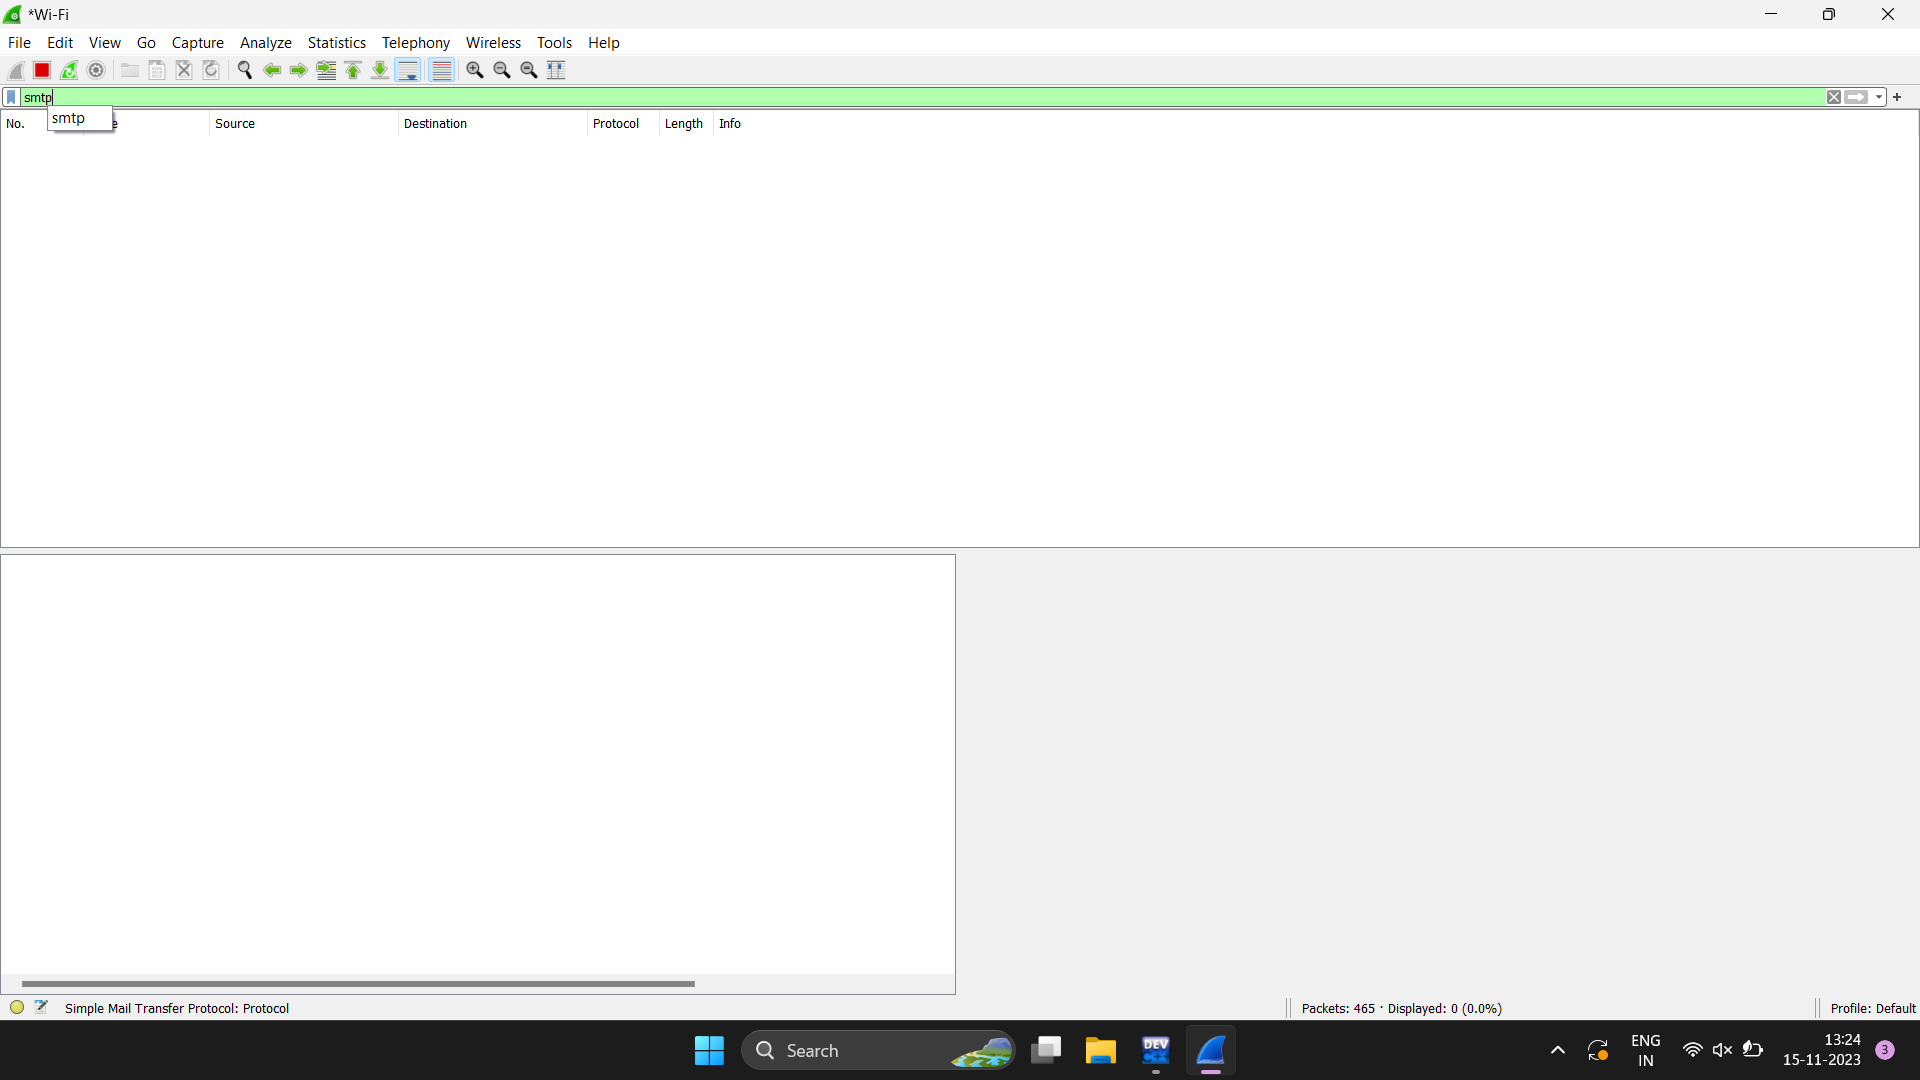 *Wi-Fi
File Edit View Go Capture Analyze Statistics Telephony Wireless Tools Help
smtp
smtp
No. e Source Destination Protocol Length Info
Simple Mail Transfer Protocol: Protocol
Packets: 465 · Displayed: 0 (0.0%)
Profile: Default
Search
DEV
ENG
IN
13:24
15-11-2023
3